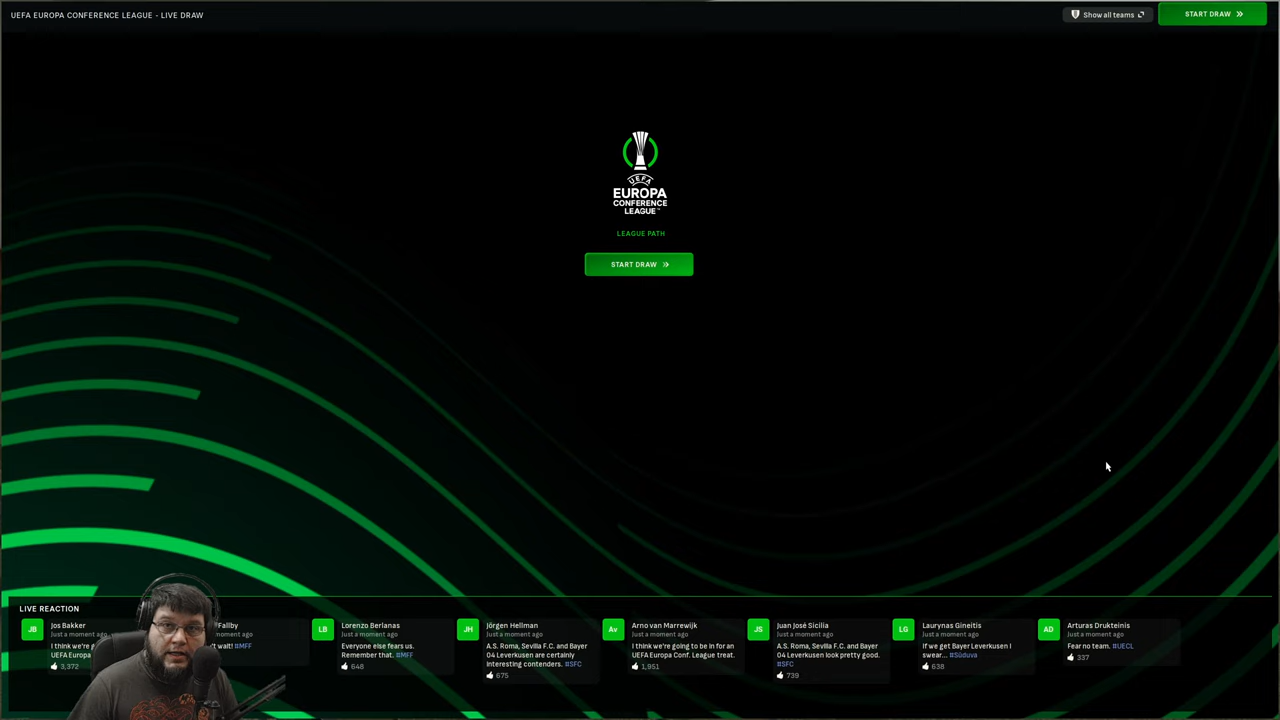 UEFA EUROPA CONFERENCE LEAGUE - LIVE DRAW
Show all teams
START DRAW
UEFA
EUROPA
CONFERENCE
LEAGUE
LEAGUE PATH
START DRAW
LIVE REACTION
JB
Jos Bakker
Just a moment ago
I think we're g
UEFA Europa
3,372
Fallby
moment ago
't wait! #MFF
LB
Lorenzo Berlanas
Just a moment ago
Everyone else fears us.
Remember that. #MFF
648
JH
Jörgen Hellman
Just a moment ago
A.S. Roma, Sevilla F.C. and Bayer
04 Leverkusen are certainly
interesting contenders. #SFC
675
Av
Arno van Marrewijk
Just a moment ago
I think we're going to be in for an
UEFA Europa Conf. League treat.
1,951
JS
Juan José Sicilia
Just a moment ago
A.S. Roma, Sevilla F.C. and Bayer
04 Leverkusen look pretty good.
#SFC
739
LG
Laurynas Gineitis
Just a moment ago
If we get Bayer Leverkusen I
swear... #Sūduva
638
AD
Arturas Drukteinis
Just a moment ago
Fear no team. #UECL
337